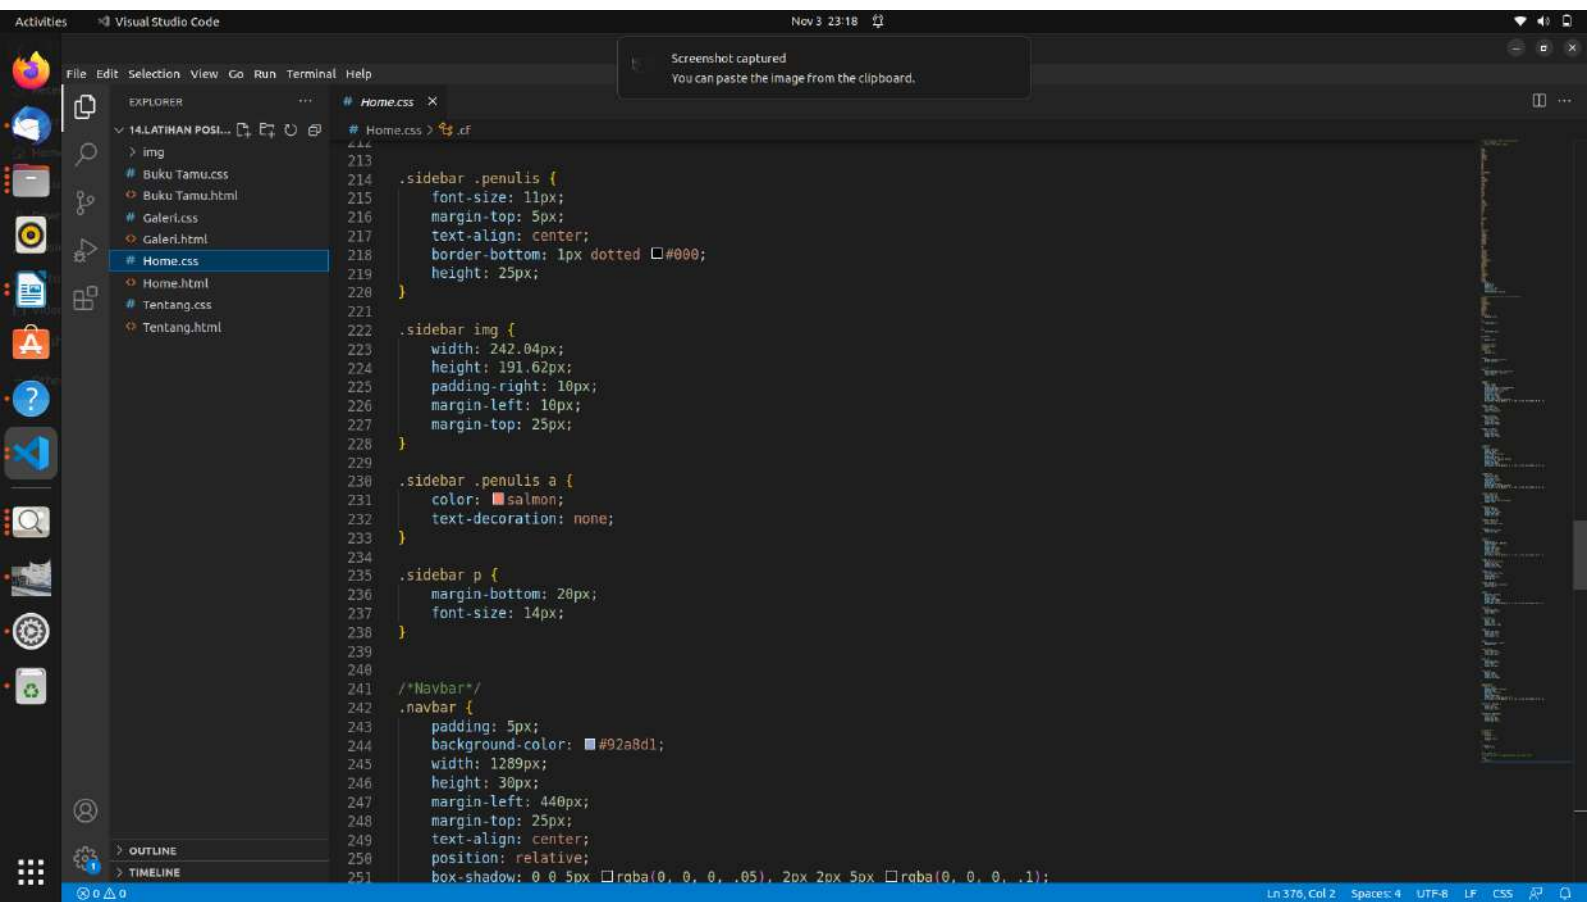 Activities
Visual Studio Code
Nov 3 23:18
Screenshot captured
You can paste the image from the clipboard.
File Edit Selection View Go Run Terminal Help
EXPLORER
# Home.css
14.LATIHAN POSI...
# Home.css > .cf
> img
# Buku Tamu.css
<> Buku Tamu.html
# Galeri.css
<> Galeri.html
# Home.css
<> Home.html
# Tentang.css
<> Tentang.html
> OUTLINE
> TIMELINE
212
213
214 .sidebar .penulis {
215 font-size: 11px;
216 margin-top: 5px;
217 text-align: center;
218 border-bottom: 1px dotted #000;
219 height: 25px;
220 }
221
222 .sidebar img {
223 width: 242.04px;
224 height: 191.62px;
225 padding-right: 10px;
226 margin-left: 10px;
227 margin-top: 25px;
228 }
229
230 .sidebar .penulis a {
231 color: salmon;
232 text-decoration: none;
233 }
234
235 .sidebar p {
236 margin-bottom: 20px;
237 font-size: 14px;
238 }
239
240
241 /*Navbar*/
242 .navbar {
243 padding: 5px;
244 background-color: #92a8d1;
245 width: 1289px;
246 height: 30px;
247 margin-left: 440px;
248 margin-top: 25px;
249 text-align: center;
250 position: relative;
251 box-shadow: 0 0 5px rgba(0, 0, 0, .05), 2px 2px 5px rgba(0, 0, 0, .1);
1
0 0
Ln 376, Col 2 Spaces: 4 UTF-8 LF CSS